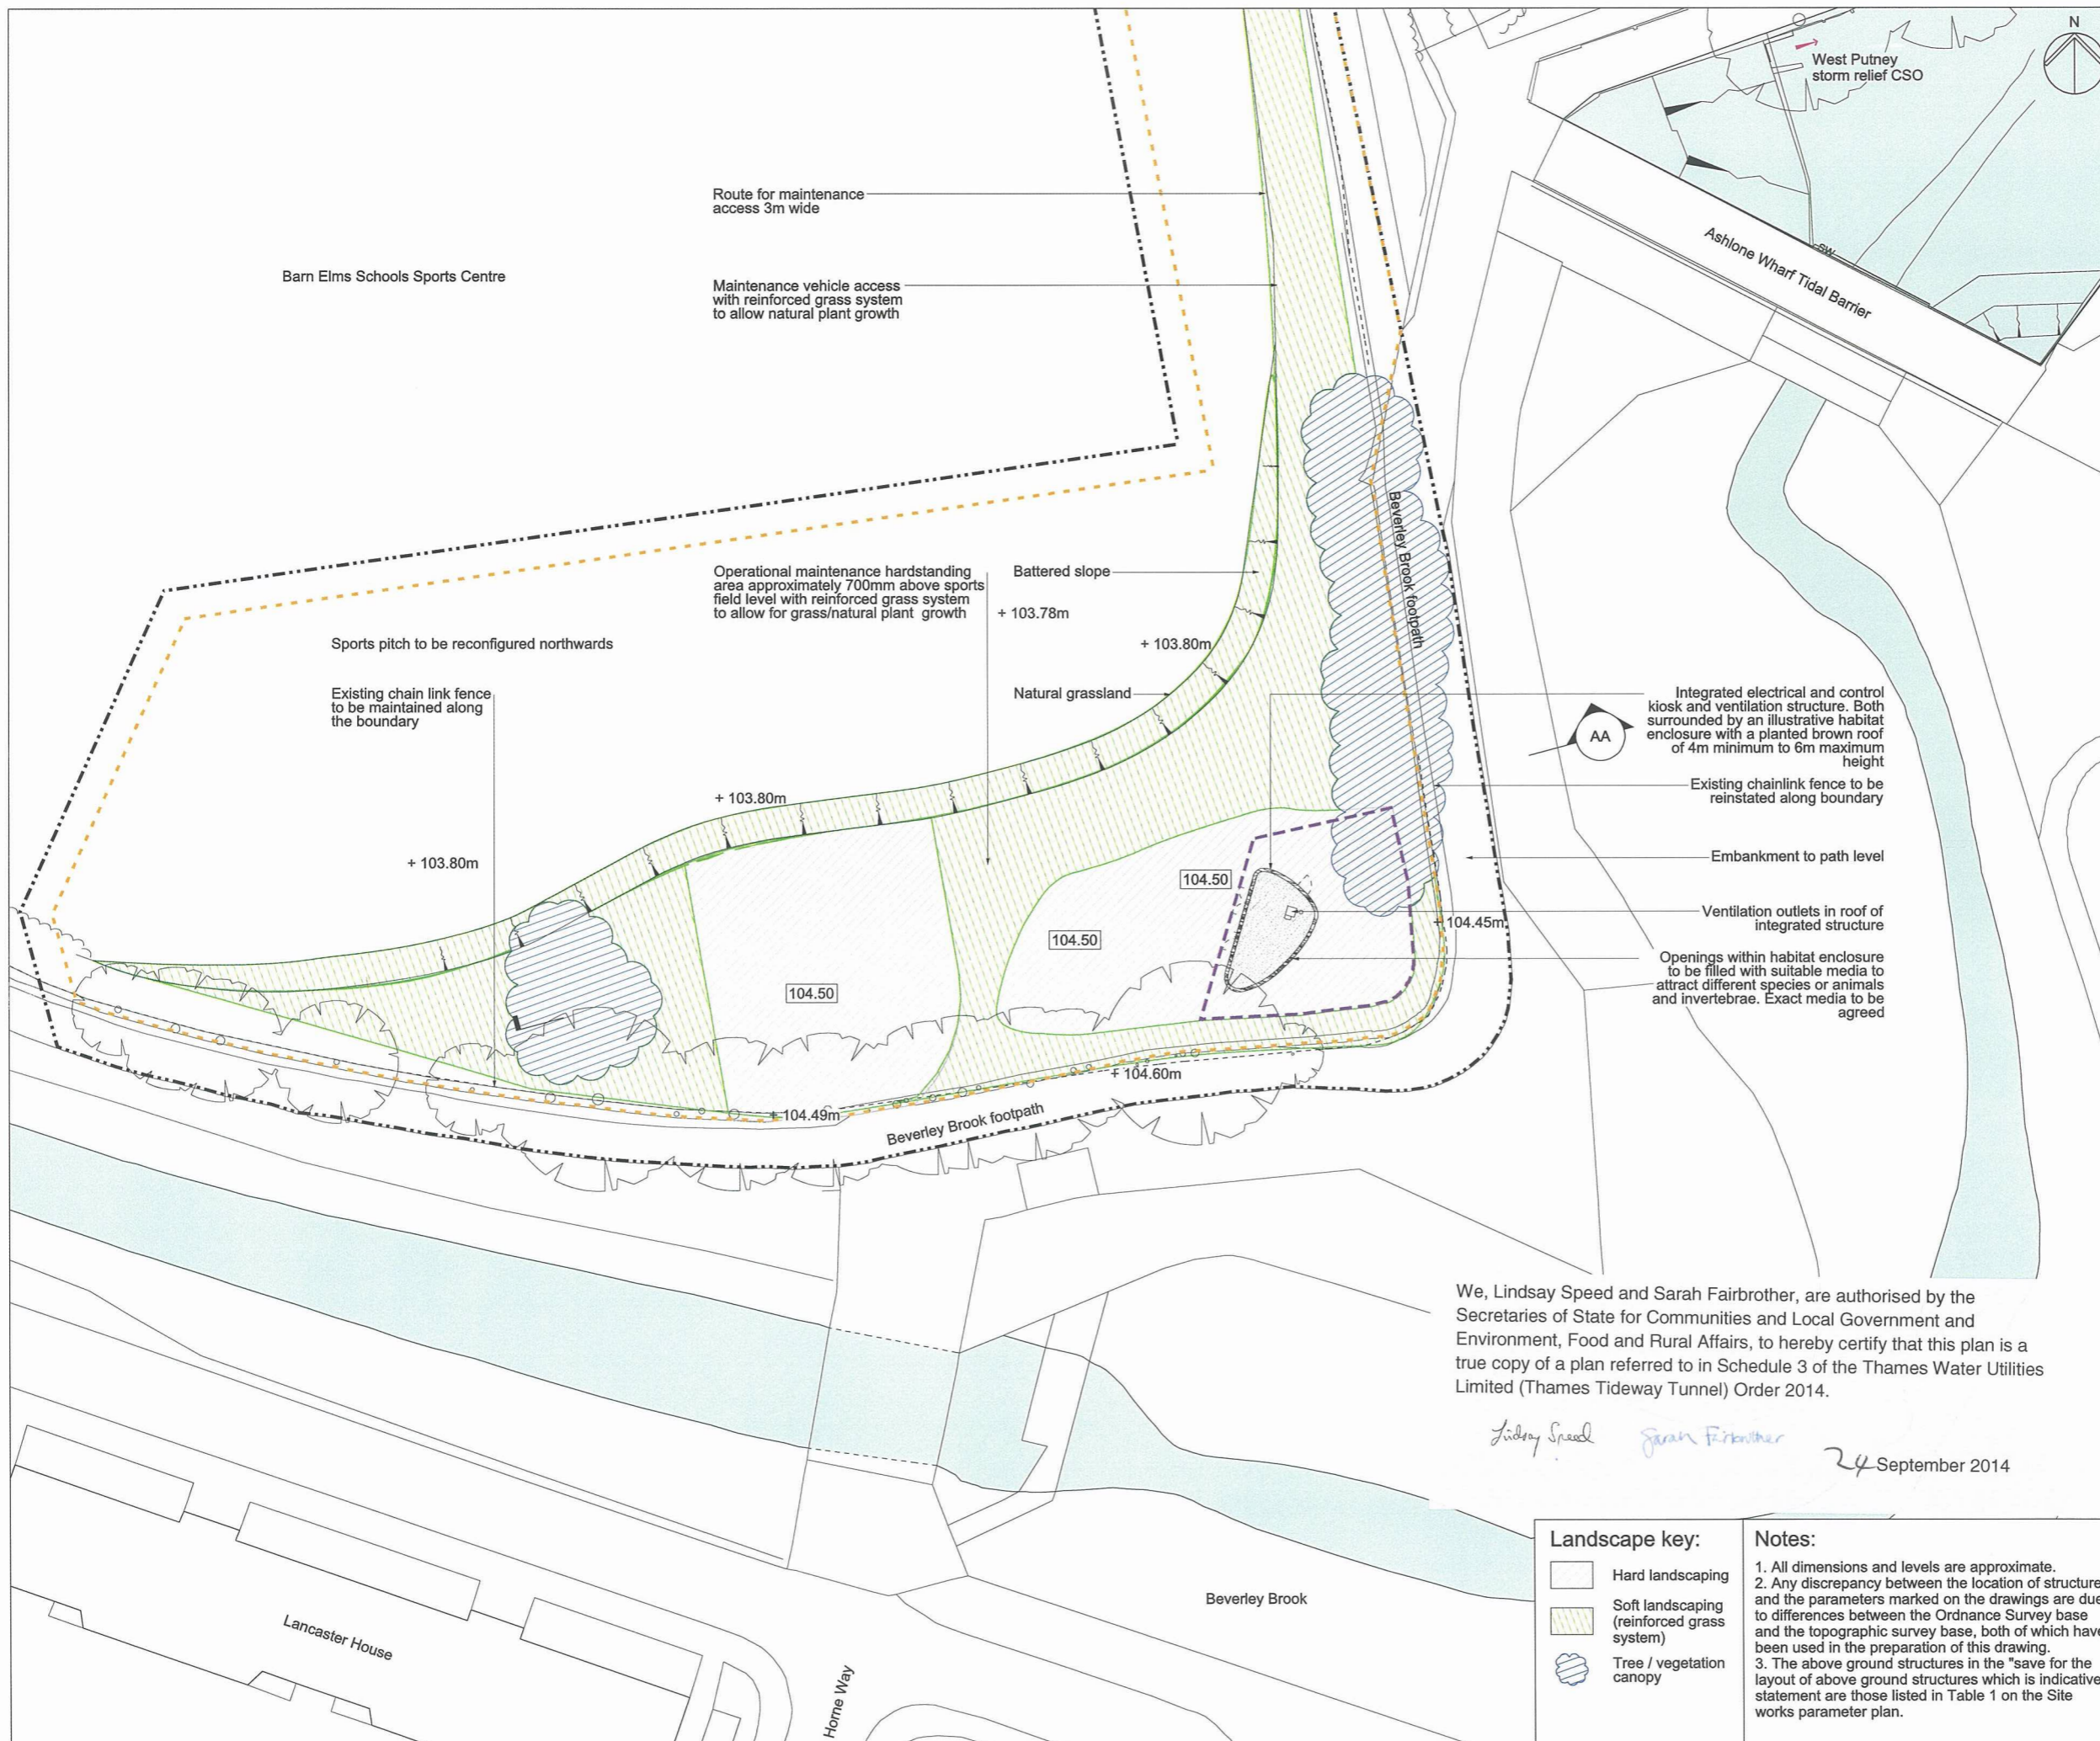 N
West Putney
storm relief CSO
Ashlone Wharf Tidal Barrier
SW
Route for maintenance
access 3m wide
Barn Elms Schools Sports Centre
Maintenance vehicle access
with reinforced grass system
to allow natural plant growth
Beverley Brook footpath
Operational maintenance hardstanding
area approximately 700mm above sports
field level with reinforced grass system
to allow for grass/natural plant growth
Battered slope
+ 103.78m
+ 103.80m
Sports pitch to be reconfigured northwards
Natural grassland
Existing chain link fence
to be maintained along
the boundary
Integrated electrical and control
kiosk and ventilation structure. Both
surrounded by an illustrative habitat
enclosure with a planted brown roof
of 4m minimum to 6m maximum
height
AA
Existing chainlink fence to be
reinstated along boundary
+ 103.80m
+ 103.80m
Embankment to path level
104.50
Ventilation outlets in roof of
integrated structure
+ 104.45m
104.50
Openings within habitat enclosure
to be filled with suitable media to
attract different species or animals
and invertebrae. Exact media to be
agreed
104.50
+ 104.60m
+ 104.49m
Beverley Brook footpath
We, Lindsay Speed and Sarah Fairbrother, are authorised by the
Secretaries of State for Communities and Local Government and
Environment, Food and Rural Affairs, to hereby certify that this plan is a
true copy of a plan referred to in Schedule 3 of the Thames Water Utilities
Limited (Thames Tideway Tunnel) Order 2014.
Lindsay Speed Sarah Fairbrother
24 September 2014
Landscape key:
Hard landscaping
Soft landscaping
(reinforced grass
system)
Tree / vegetation
canopy
Notes:
1. All dimensions and levels are approximate.
2. Any discrepancy between the location of structure
and the parameters marked on the drawings are due
to differences between the Ordnance Survey base
and the topographic survey base, both of which have
been used in the preparation of this drawing.
3. The above ground structures in the "save for the
layout of above ground structures which is indicative
statement are those listed in Table 1 on the Site
works parameter plan.
Beverley Brook
Lancaster House
Horne Way